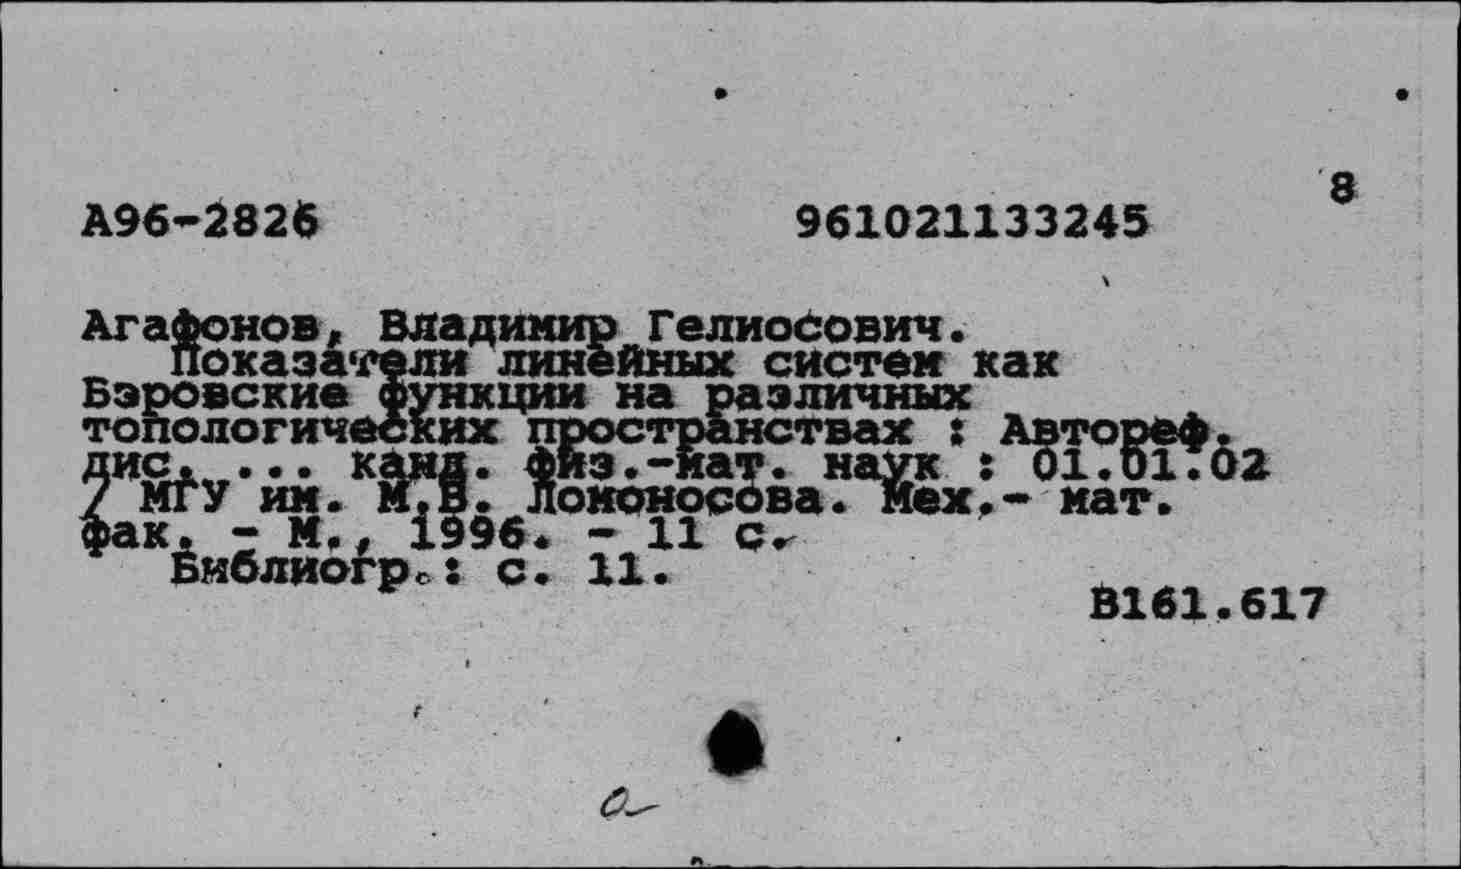 8
А96-2826 961021133245
Агафонов, Владимир Гелиосович.
Показатели линейных систем как
Бэровские функции на различных
топологических пространствах : Автореф.
дис. ... канд. физ.-мат. наук : 01.01.02
/ МГУ им. М.В. Ломоносова. Мех.- мат.
фак. - М., 1996. - 11 с.
Библиогр.: с. 11.
В161.617